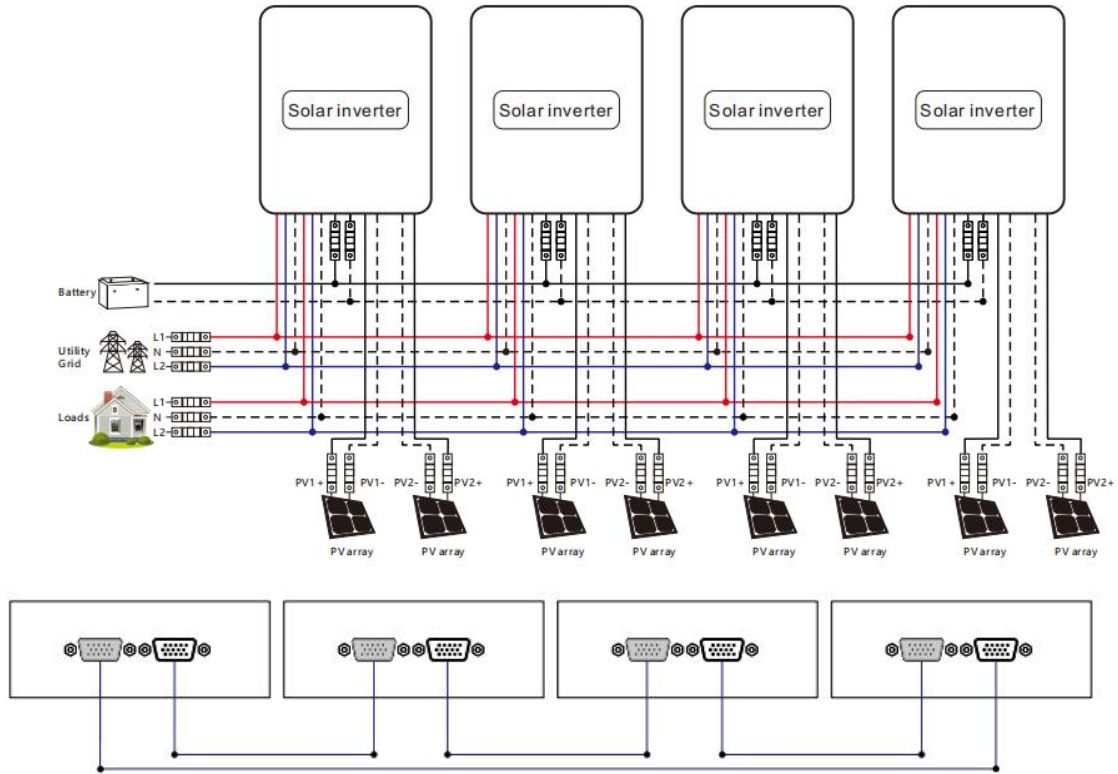 Solar inverter
Solar inverter
Solar inverter
Solar inverter
Battery
Utility
Grid
L1
N
L2
Loads
L1
N
L2
PV1+ PV1- PV2- PV2+
PV1+ PV1- PV2- PV2+
PV1+ PV1- PV2- PV2+
PV1+ PV1- PV2- PV2+
PV array PV array
PV array PV array
PV array PV array
PV array PV array